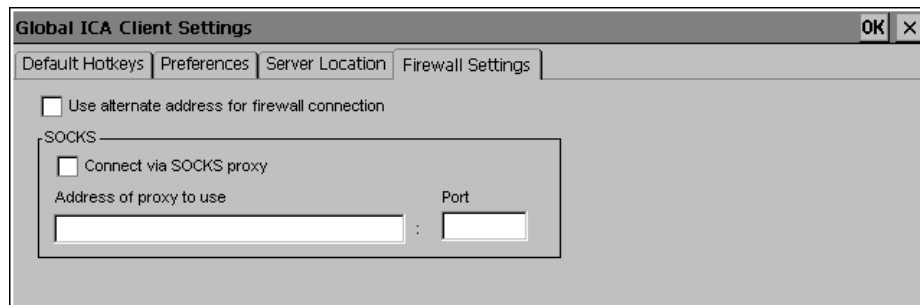 Global ICA Client Settings OK ×
Default Hotkeys Preferences Server Location Firewall Settings
Use alternate address for firewall connection
SOCKS
Connect via SOCKS proxy
Address of proxy to use Port
: